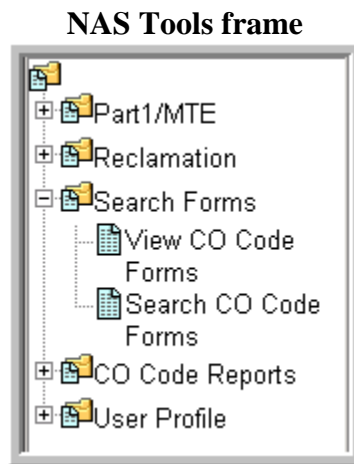 NAS Tools frame
Part1/MTE
Reclamation
Search Forms
View CO Code
Forms
Search CO Code
Forms
CO Code Reports
User Profile